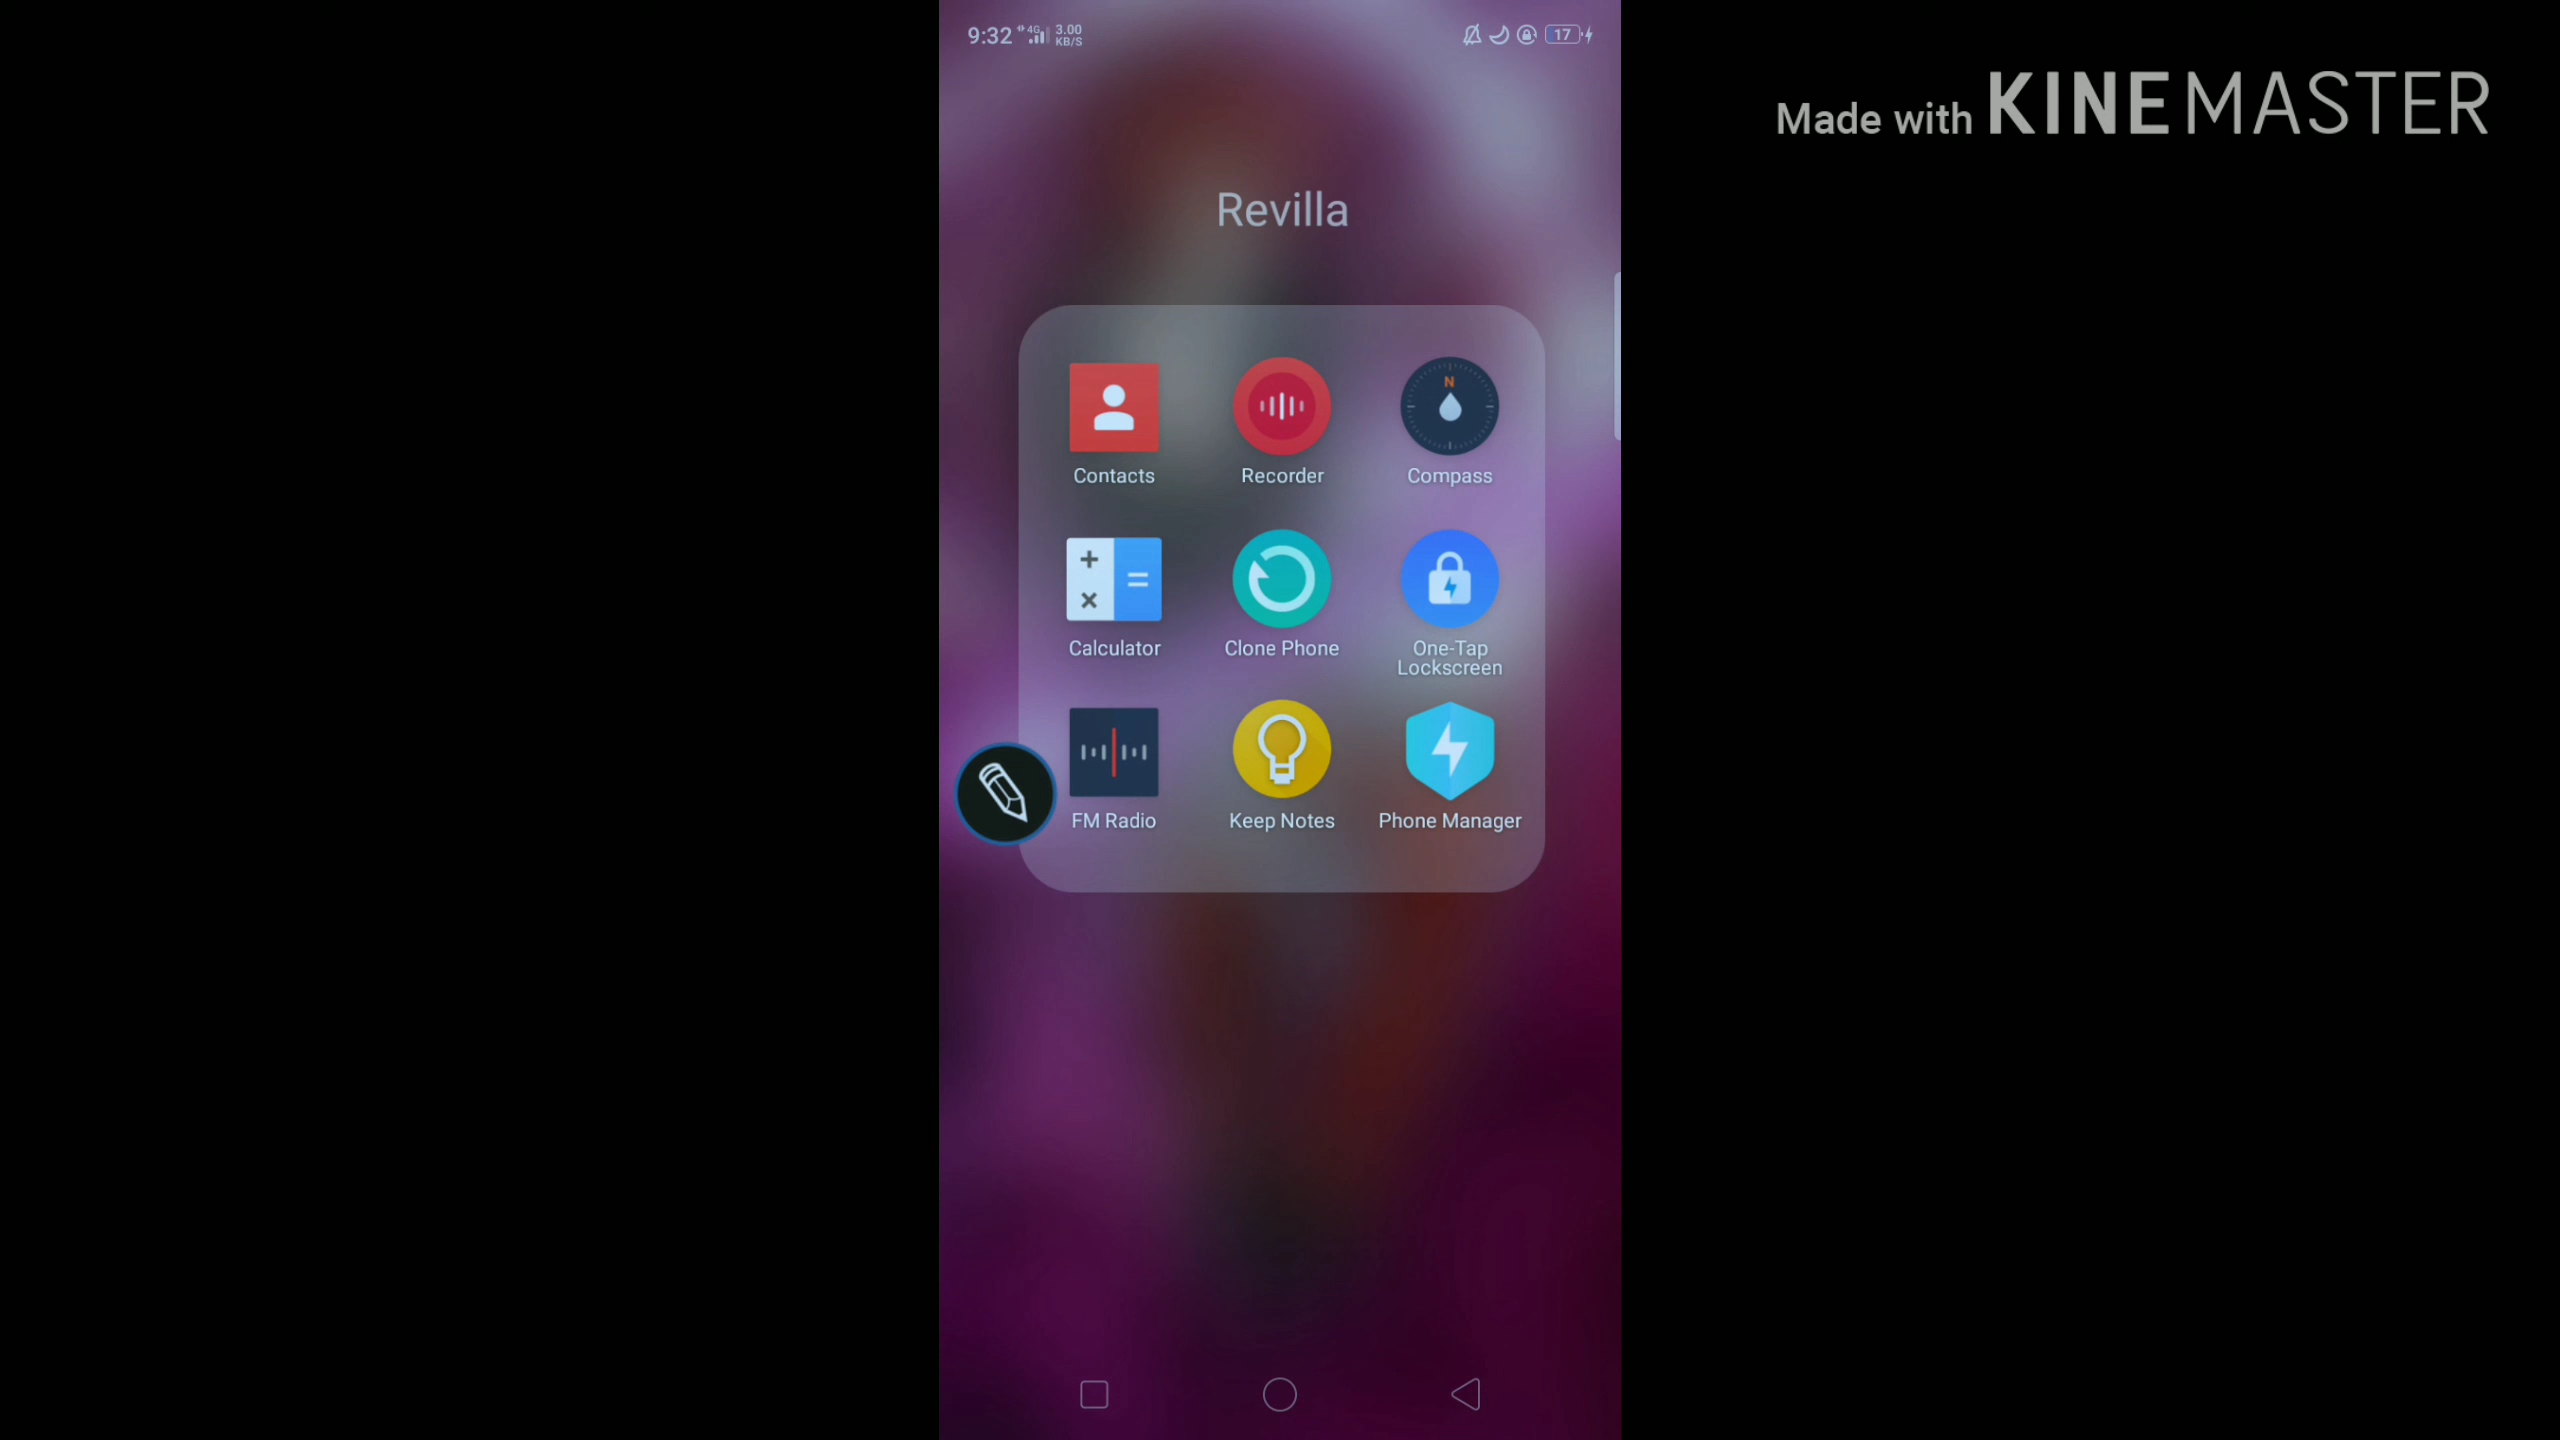 9:32 4G 3.00 KB/S
17
Made with KINEMASTER
Revilla
N
Contacts Recorder Compass
Calculator Clone Phone One-Tap Lockscreen
FM Radio Keep Notes Phone Manager